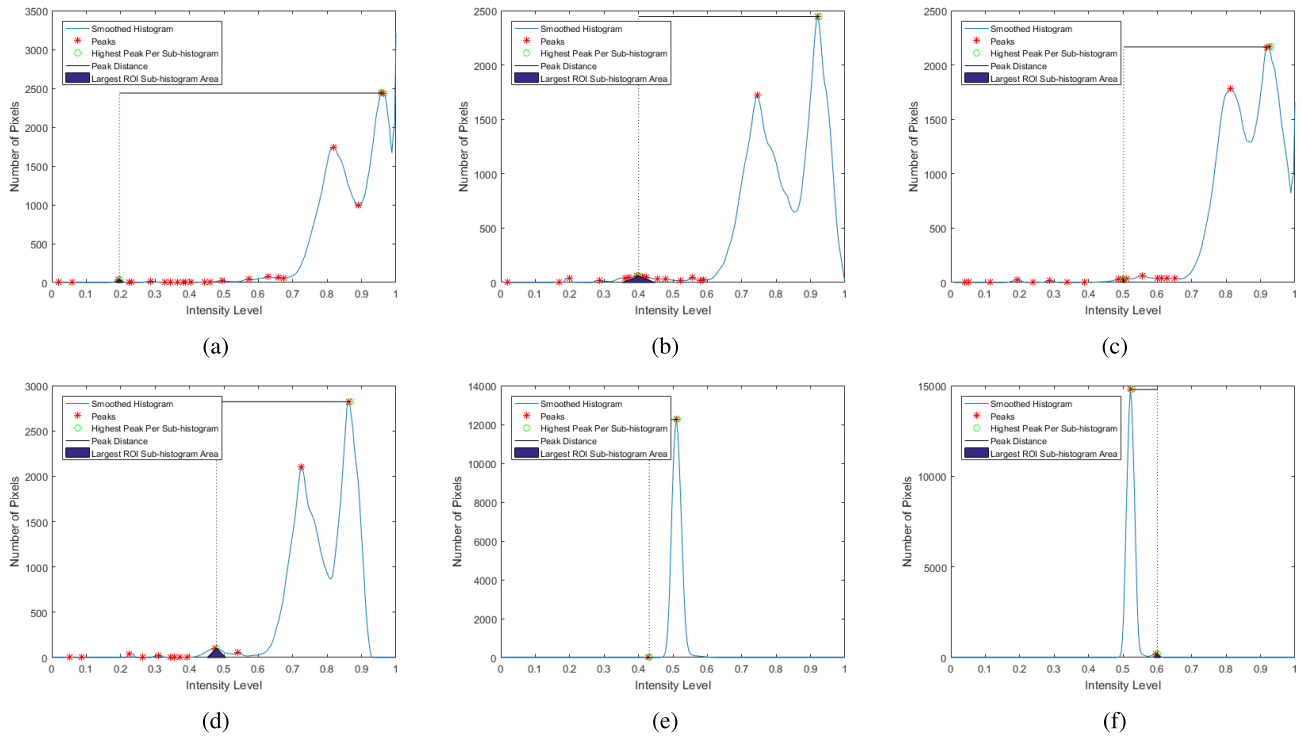 3500
3000
2500
2000
1500
1000
500
0
Number of Pixels
Smoothed Histogram
Peaks
Highest Peak Per Sub-histogram
Peak Distance
Largest ROI Sub-histogram Area
0 0.1 0.2 0.3 0.4 0.5 0.6 0.7 0.8 0.9 1
Intensity Level
(a)
2500
2000
1500
1000
500
0
Number of Pixels
Smoothed Histogram
Peaks
Highest Peak Per Sub-histogram
Peak Distance
Largest ROI Sub-histogram Area
0 0.1 0.2 0.3 0.4 0.5 0.6 0.7 0.8 0.9 1
Intensity Level
(b)
2500
2000
1500
1000
500
0
Number of Pixels
Smoothed Histogram
Peaks
Highest Peak Per Sub-histogram
Peak Distance
Largest ROI Sub-histogram Area
0 0.1 0.2 0.3 0.4 0.5 0.6 0.7 0.8 0.9 1
Intensity Level
(c)
3000
2500
2000
1500
1000
500
0
Number of Pixels
Smoothed Histogram
Peaks
Highest Peak Per Sub-histogram
Peak Distance
Largest ROI Sub-histogram Area
0 0.1 0.2 0.3 0.4 0.5 0.6 0.7 0.8 0.9 1
Intensity Level
(d)
14000
12000
10000
8000
6000
4000
2000
0
Number of Pixels
Smoothed Histogram
Peaks
Highest Peak Per Sub-histogram
Peak Distance
Largest ROI Sub-histogram Area
0 0.1 0.2 0.3 0.4 0.5 0.6 0.7 0.8 0.9 1
Intensity Level
(e)
15000
10000
5000
0
Number of Pixels
Smoothed Histogram
Peaks
Highest Peak Per Sub-histogram
Peak Distance
Largest ROI Sub-histogram Area
0 0.1 0.2 0.3 0.4 0.5 0.6 0.7 0.8 0.9 1
Intensity Level
(f)